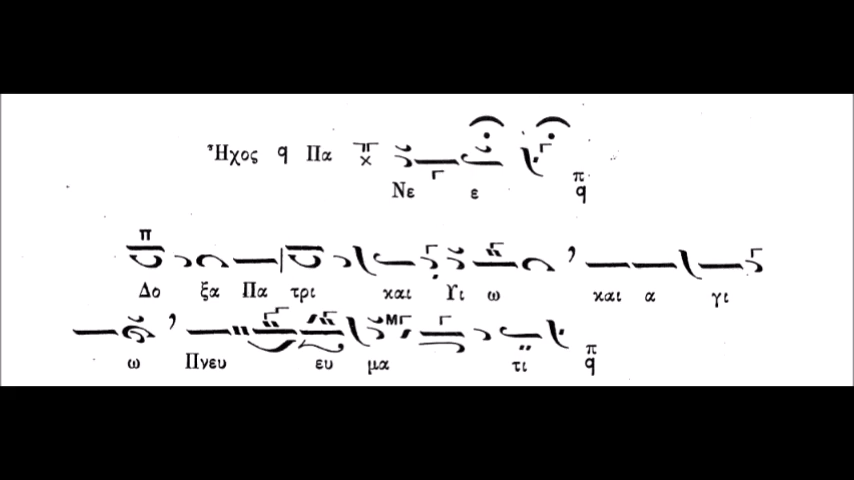 Ἦχος q Πα
Νε ε π q
Δο ξα Πα τρι και Υι ω και α γι
ω Πνευ ευ μα τι π q